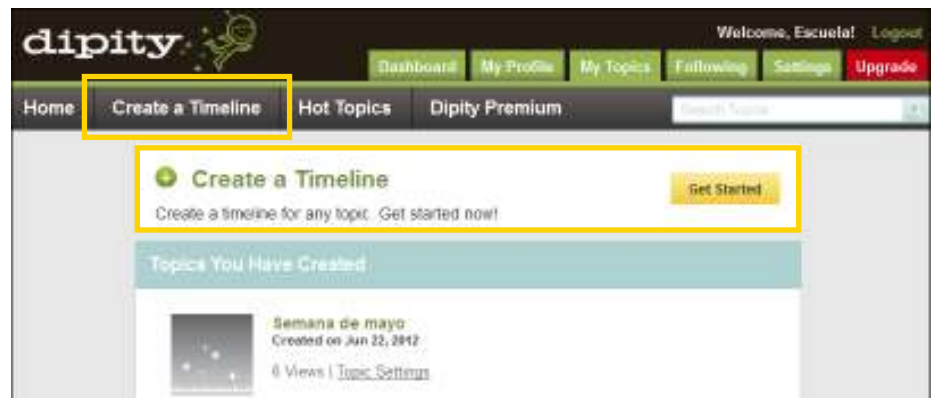 dipity
Welcome, Escuela! Logout
Dashboard My Profile My Topics Following Settings Upgrade
Home Create a Timeline Hot Topics Dipity Premium
Create a Timeline
Get Started
Create a timeline for any topic. Get started now!
Topics You Have Created
Semana de mayo
Created on Jun 22, 2012
6 Views | Topic Settings